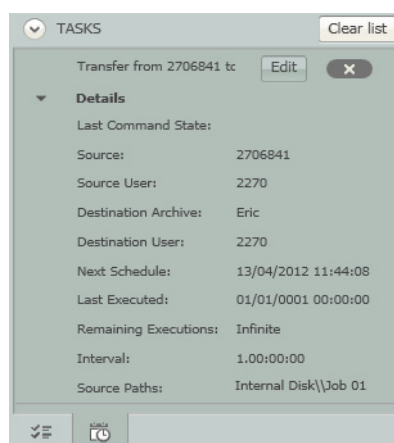 TASKS Clear list
Transfer from 2706841 tc Edit
Details
Last Command State:
Source: 2706841
Source User: 2270
Destination Archive: Eric
Destination User: 2270
Next Schedule: 13/04/2012 11:44:08
Last Executed: 01/01/0001 00:00:00
Remaining Executions: Infinite
Interval: 1.00:00:00
Source Paths: Internal Disk\\Job 01